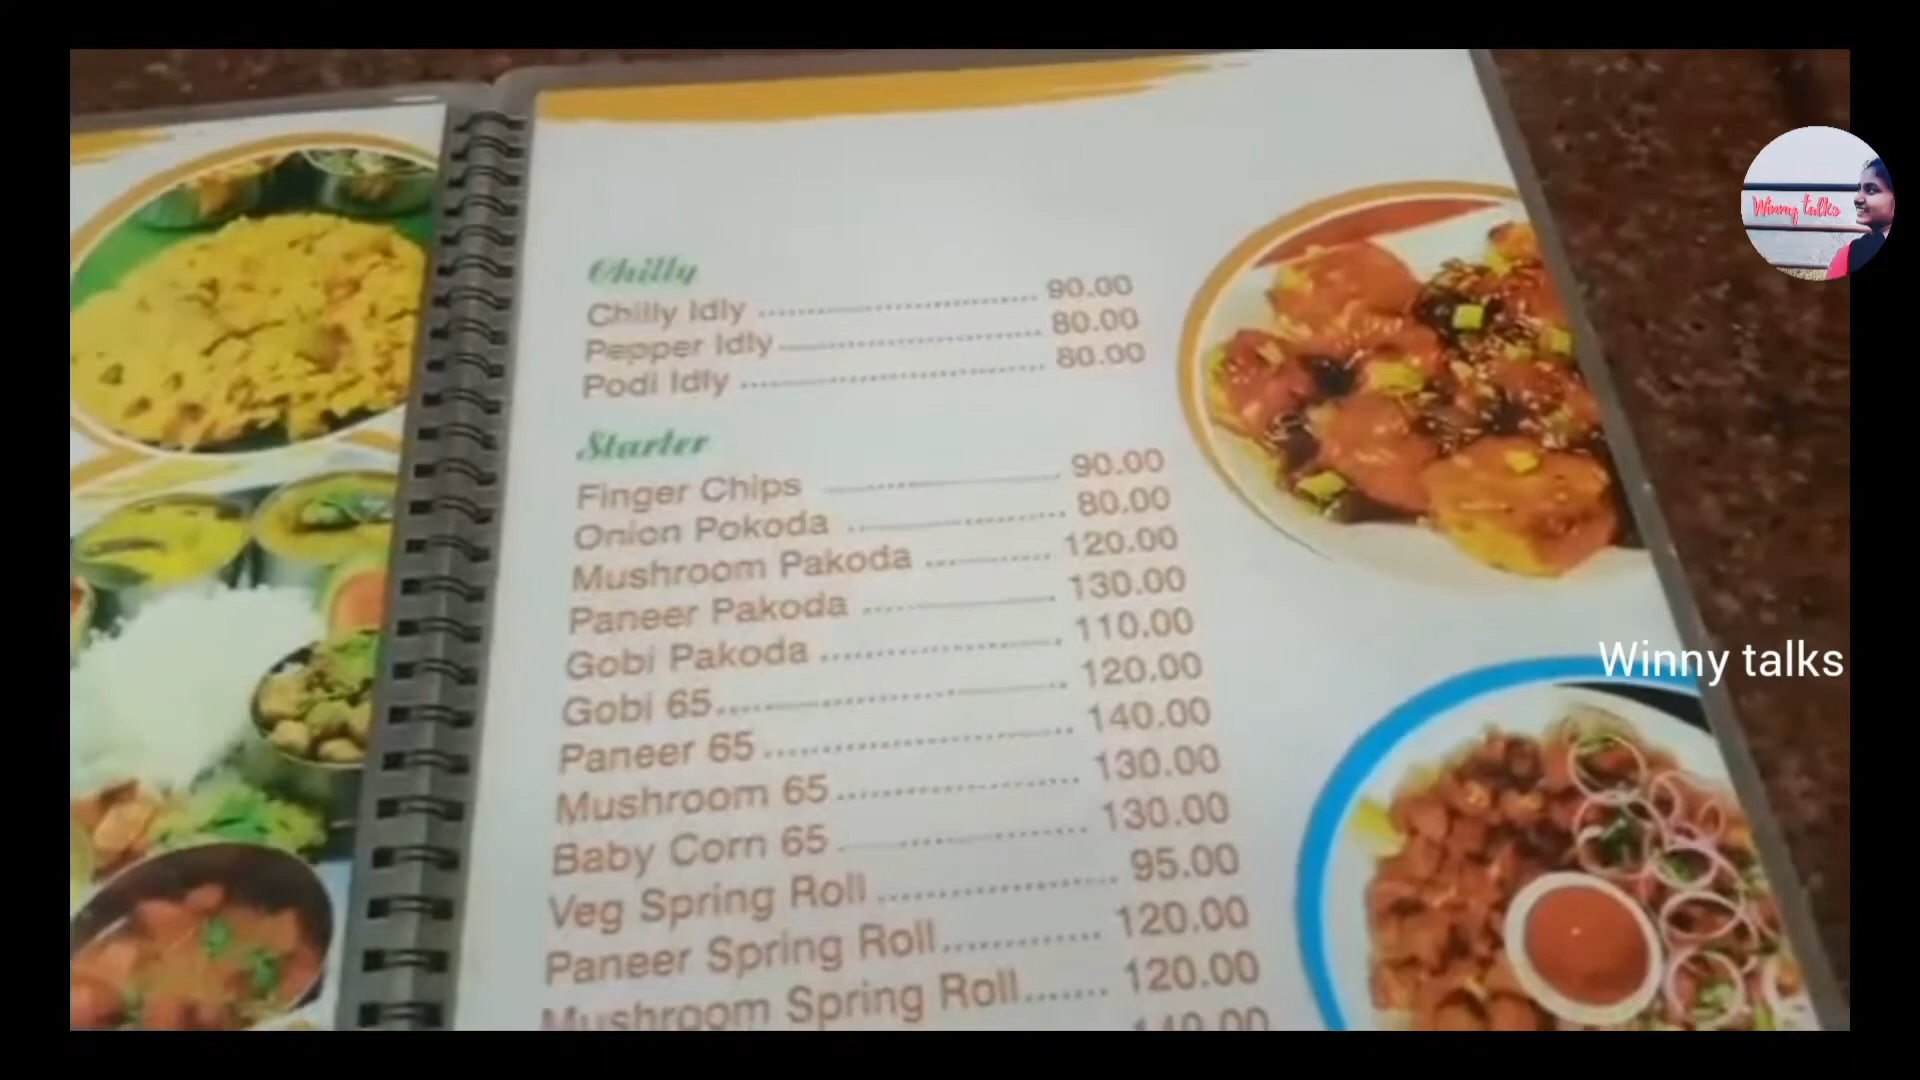 Chilly
Chilly Idly 90.00
Pepper Idly 80.00
Podi Idly 80.00
Starter
Finger Chips 90.00
Onion Pokoda 80.00
Mushroom Pakoda 120.00
Paneer Pakoda 130.00
Gobi Pakoda 110.00
Gobi 65 120.00
Paneer 65 140.00
Mushroom 65 130.00
Baby Corn 65 130.00
Veg Spring Roll 95.00
Paneer Spring Roll 120.00
Mushroom Spring Roll 120.00
140.00
Winny talks
Winny talks